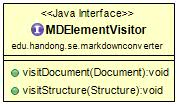 <<Java Interface>>
MDElementVisitor
edu.handong.se.markdownconverter
visitDocument(Document):void
visitStructure(Structure):void